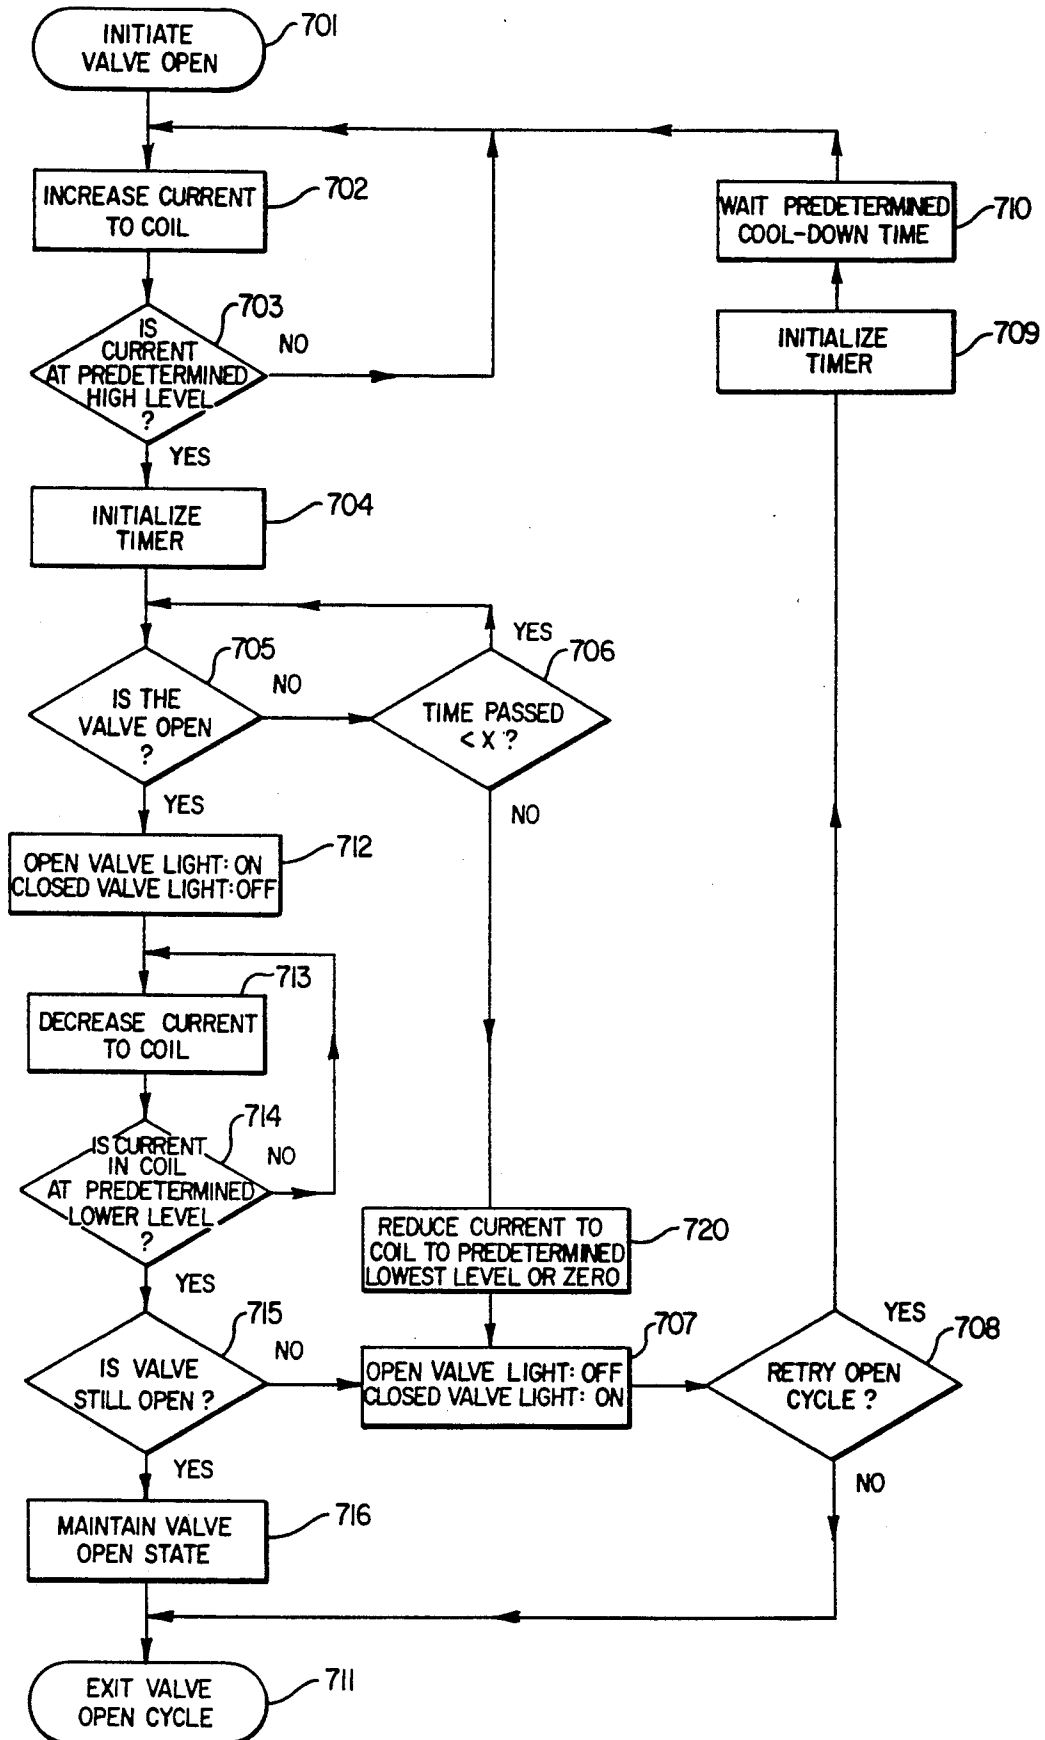 INITIATE
VALVE OPEN
701
INCREASE CURRENT
TO COIL
702
WAIT PREDETERMINED
COOL-DOWN TIME
710
IS
CURRENT
AT PREDETERMINED
HIGH LEVEL
?
703
NO
YES
INITIALIZE
TIMER
709
INITIALIZE
TIMER
704
IS THE
VALVE OPEN
?
705
NO
YES
TIME PASSED
< X ?
706
YES
NO
OPEN VALVE LIGHT: ON
CLOSED VALVE LIGHT: OFF
712
DECREASE CURRENT
TO COIL
713
IS CURRENT
IN COIL
AT PREDETERMINED
LOWER LEVEL
?
714
NO
YES
REDUCE CURRENT TO
COIL TO PREDETERMINED
LOWEST LEVEL OR ZERO
720
IS VALVE
STILL OPEN ?
715
NO
YES
OPEN VALVE LIGHT: OFF
CLOSED VALVE LIGHT: ON
707
RETRY OPEN
CYCLE ?
708
YES
NO
MAINTAIN VALVE
OPEN STATE
716
EXIT VALVE
OPEN CYCLE
711